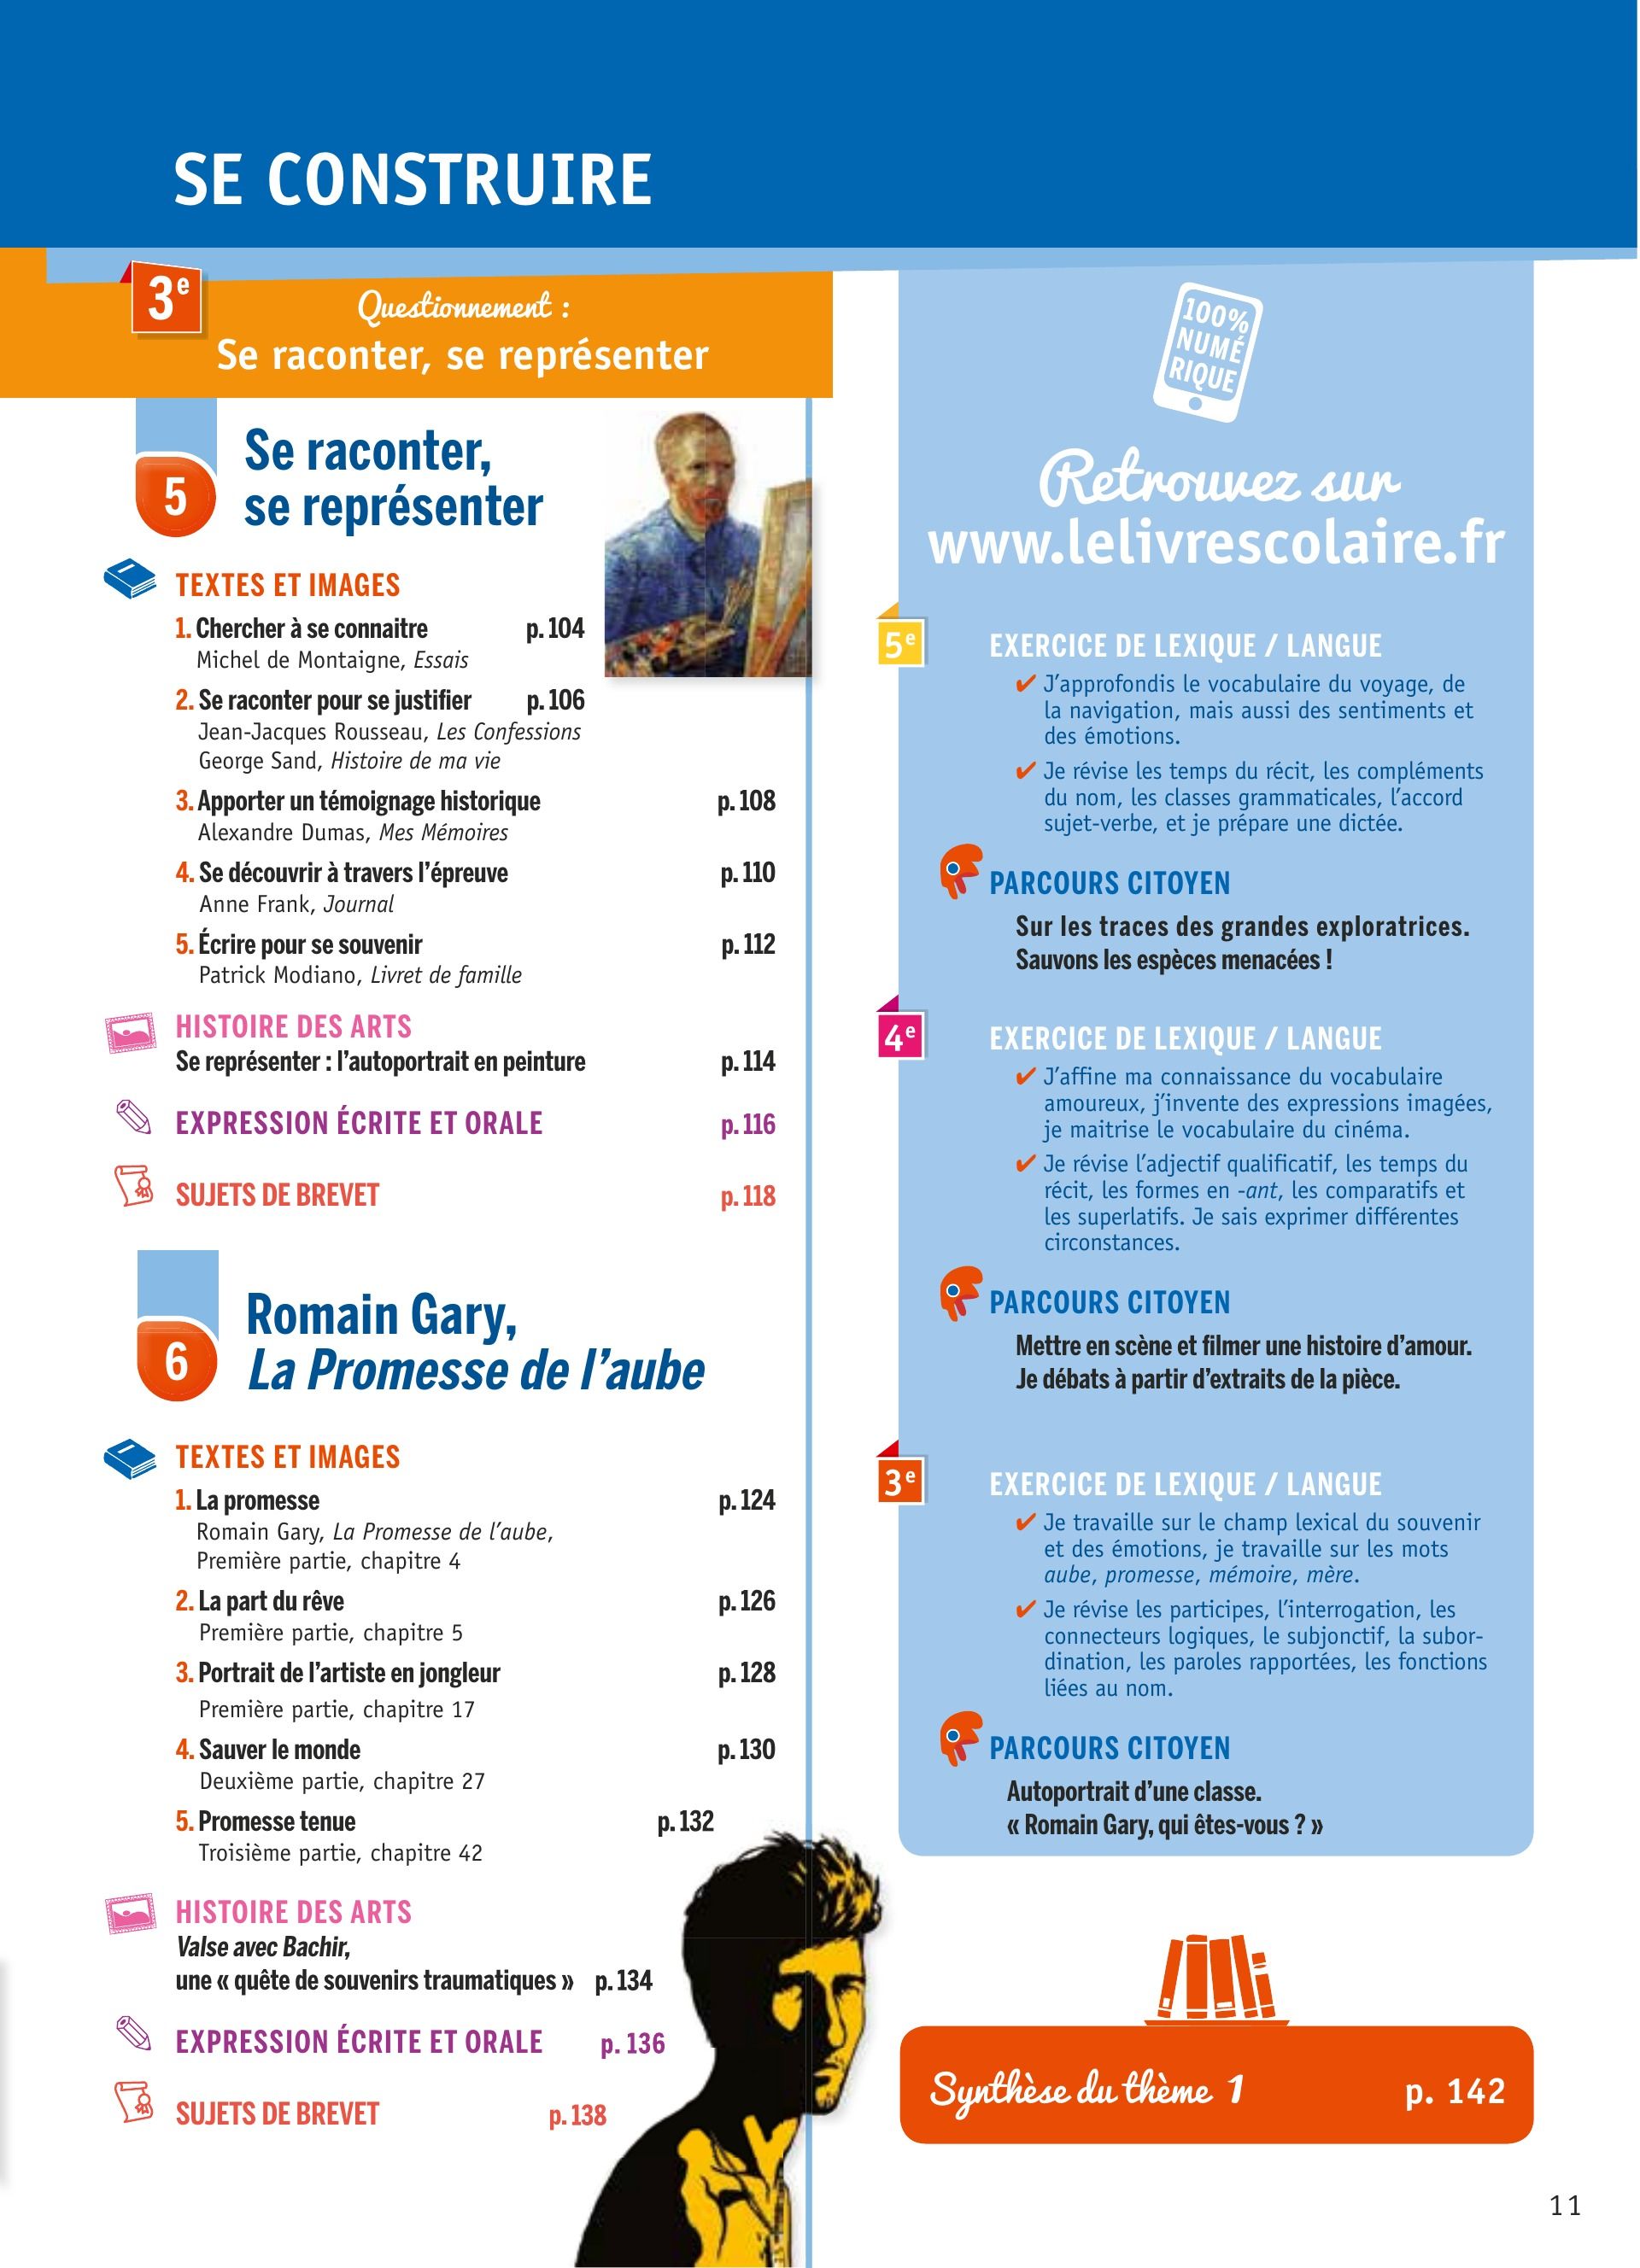 SE CONSTRUIRE
3e
Questionnement :
Se raconter, se représenter
5
Se raconter,
se représenter
TEXTES ET IMAGES
1. Chercher à se connaitre p. 104
Michel de Montaigne, Essais
2. Se raconter pour se justifier p. 106
Jean-Jacques Rousseau, Les Confessions
George Sand, Histoire de ma vie
3. Apporter un témoignage historique p. 108
Alexandre Dumas, Mes Mémoires
4. Se découvrir à travers l'épreuve p. 110
Anne Frank, Journal
5. Écrire pour se souvenir p. 112
Patrick Modiano, Livret de famille
HISTOIRE DES ARTS
Se représenter : l'autoportrait en peinture p. 114
EXPRESSION ÉCRITE ET ORALE p. 116
SUJETS DE BREVET p. 118
6
Romain Gary,
La Promesse de l'aube
TEXTES ET IMAGES
1. La promesse p. 124
Romain Gary, La Promesse de l'aube,
Première partie, chapitre 4
2. La part du rêve p. 126
Première partie, chapitre 5
3. Portrait de l'artiste en jongleur p. 128
Première partie, chapitre 17
4. Sauver le monde p. 130
Deuxième partie, chapitre 27
5. Promesse tenue p. 132
Troisième partie, chapitre 42
HISTOIRE DES ARTS
Valse avec Bachir,
une « quête de souvenirs traumatiques » p. 134
EXPRESSION ÉCRITE ET ORALE p. 136
SUJETS DE BREVET p. 138
100%
NUMÉ
RIQUE
Retrouvez sur
www.lelivrescolaire.fr
5e
EXERCICE DE LEXIQUE / LANGUE
✔ J'approfondis le vocabulaire du voyage, de
la navigation, mais aussi des sentiments et
des émotions.
✔ Je révise les temps du récit, les compléments
du nom, les classes grammaticales, l'accord
sujet-verbe, et je prépare une dictée.
PARCOURS CITOYEN
Sur les traces des grandes exploratrices.
Sauvons les espèces menacées !
4e
EXERCICE DE LEXIQUE / LANGUE
✔ J'affine ma connaissance du vocabulaire
amoureux, j'invente des expressions imagées,
je maitrise le vocabulaire du cinéma.
✔ Je révise l'adjectif qualificatif, les temps du
récit, les formes en -ant, les comparatifs et
les superlatifs. Je sais exprimer différentes
circonstances.
PARCOURS CITOYEN
Mettre en scène et filmer une histoire d'amour.
Je débats à partir d'extraits de la pièce.
3e
EXERCICE DE LEXIQUE / LANGUE
✔ Je travaille sur le champ lexical du souvenir
et des émotions, je travaille sur les mots
aube, promesse, mémoire, mère.
✔ Je révise les participes, l'interrogation, les
connecteurs logiques, le subjonctif, la subor-
dination, les paroles rapportées, les fonctions
liées au nom.
PARCOURS CITOYEN
Autoportrait d'une classe.
« Romain Gary, qui êtes-vous ? »
Synthèse du thème 1 p. 142
11